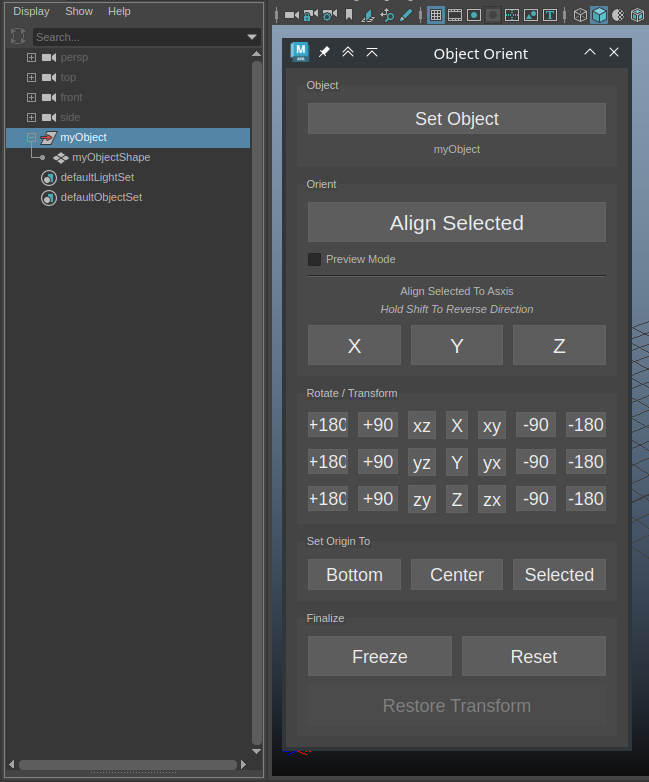 Display Show Help
Search...
persp
top
front
side
myObject
myObjectShape
defaultLightSet
defaultObjectSet
T
M
Object Orient
Object
Set Object
myObject
Orient
Align Selected
Preview Mode
Align Selected To Asxis
Hold Shift To Reverse Direction
X Y Z
Rotate / Transform
+180 +90 xz X xy -90 -180
+180 +90 yz Y yx -90 -180
+180 +90 zy Z zx -90 -180
Set Origin To
Bottom Center Selected
Finalize
Freeze Reset
Restore Transform